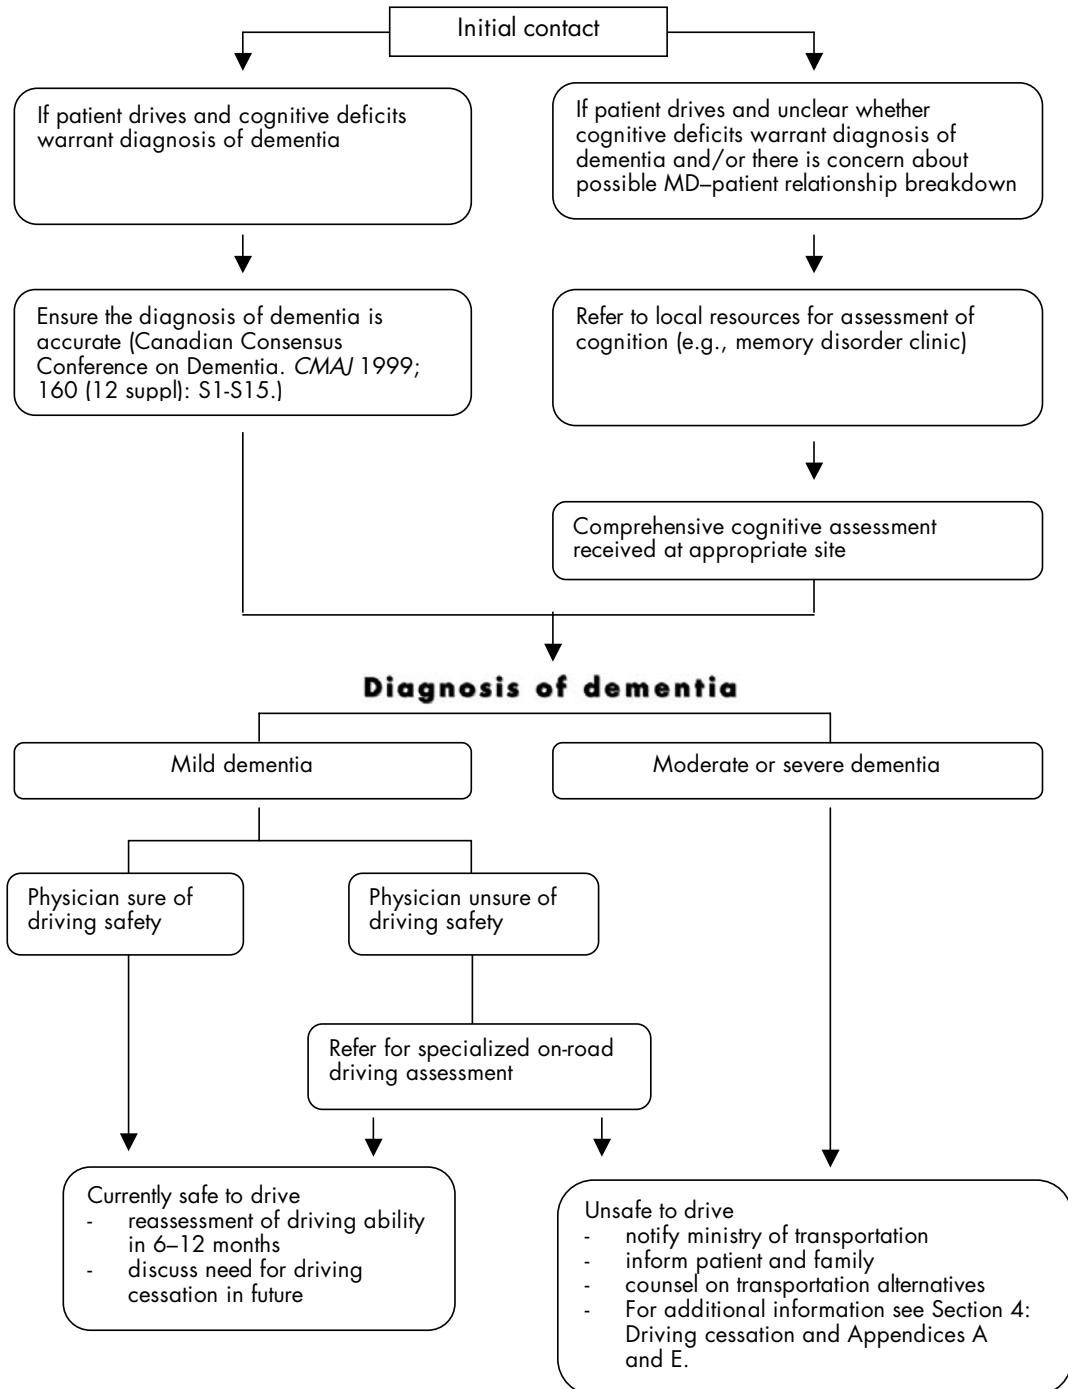 Initial contact
If patient drives and cognitive deficits
warrant diagnosis of dementia
If patient drives and unclear whether
cognitive deficits warrant diagnosis of
dementia and/or there is concern about
possible MD–patient relationship breakdown
Ensure the diagnosis of dementia is
accurate (Canadian Consensus
Conference on Dementia. CMAJ 1999;
160 (12 suppl): S1-S15.)
Refer to local resources for assessment of
cognition (e.g., memory disorder clinic)
Comprehensive cognitive assessment
received at appropriate site
Diagnosis of dementia
Mild dementia
Moderate or severe dementia
Physician sure of
driving safety
Physician unsure of
driving safety
Refer for specialized on-road
driving assessment
Currently safe to drive
- reassessment of driving ability
in 6–12 months
- discuss need for driving
cessation in future
Unsafe to drive
- notify ministry of transportation
- inform patient and family
- counsel on transportation alternatives
- For additional information see Section 4:
Driving cessation and Appendices A
and E.